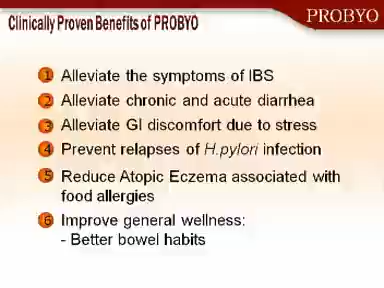 Clinically Proven Benefits of PROBYO
PROBYO
1 Alleviate the symptoms of IBS
2 Alleviate chronic and acute diarrhea
3 Alleviate GI discomfort due to stress
4 Prevent relapses of H.pylori infection
5 Reduce Atopic Eczema associated with
food allergies
6 Improve general wellness:
- Better bowel habits